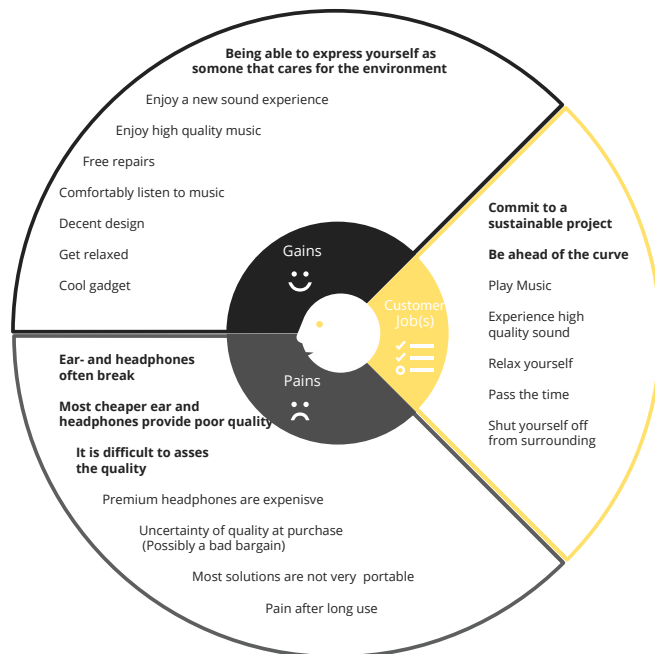 Being able to express yourself as
somone that cares for the environment
Enjoy a new sound experience
Enjoy high quality music
Free repairs
Comfortably listen to music
Decent design
Get relaxed
Cool gadget
Gains
Commit to a
sustainable project
Be ahead of the curve
Play Music
Experience high
quality sound
Relax yourself
Pass the time
Shut yourself off
from surrounding
Customer
Job(s)
Pains
Ear- and headphones
often break
Most cheaper ear and
headphones provide poor quality
It is difficult to asses
the quality
Premium headphones are expenisve
Uncertainty of quality at purchase
(Possibly a bad bargain)
Most solutions are not very portable
Pain after long use